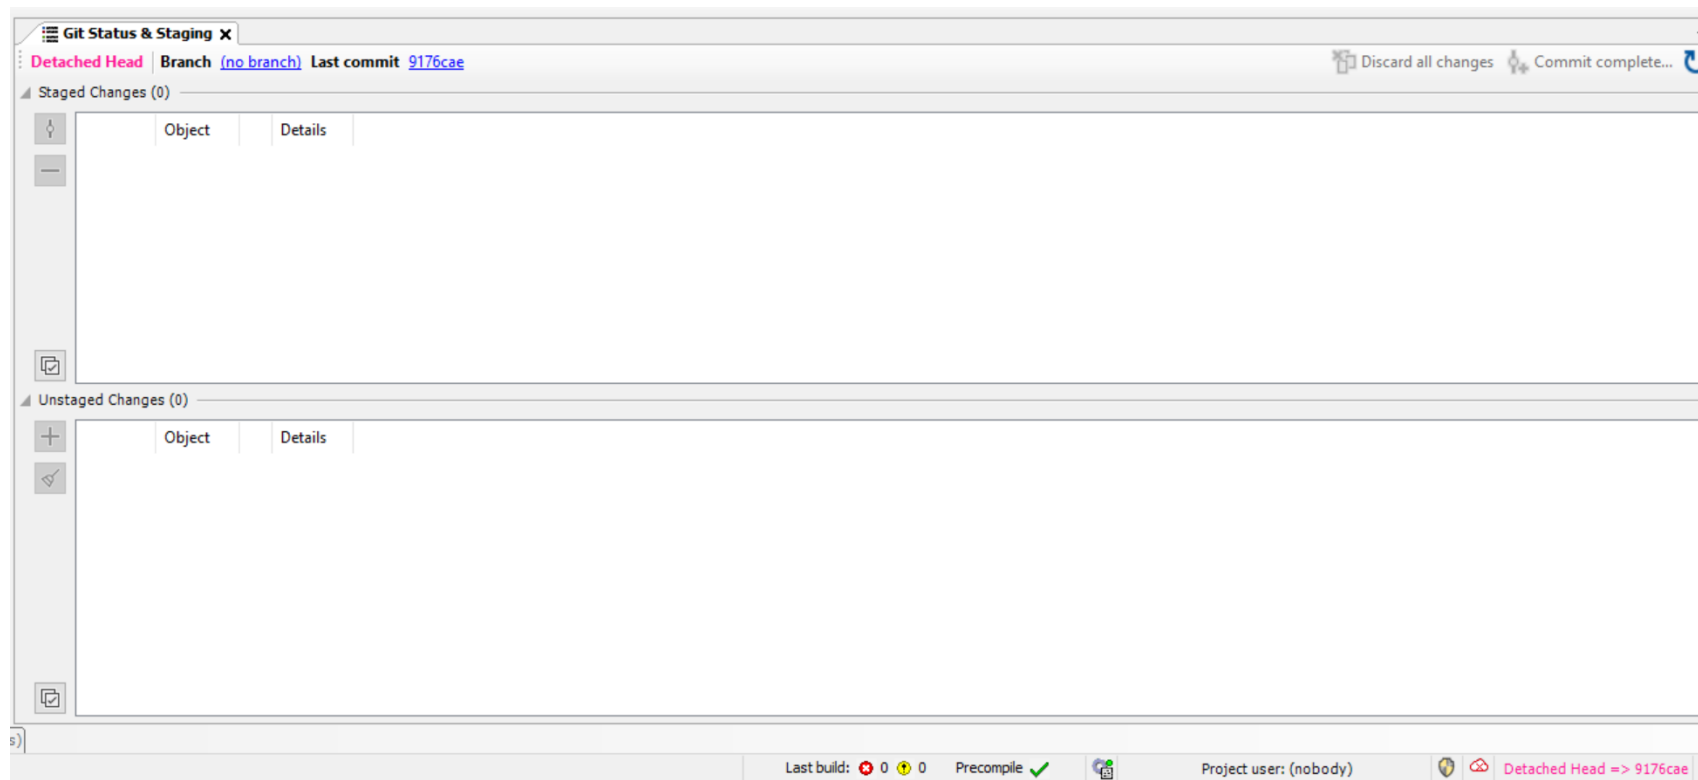 Git Status & Staging
Detached Head Branch (no branch) Last commit 9176cae Discard all changes Commit complete...
Staged Changes (0)
Object Details
Unstaged Changes (0)
Object Details
s)
Last build: 0 0 Precompile Project user: (nobody) Detached Head => 9176cae